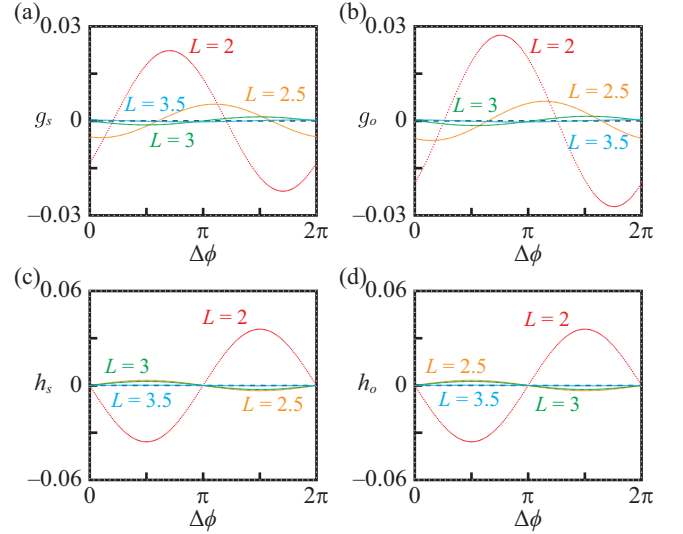 (a)
0.03
L = 2
L = 3.5
L = 2.5
g_s
0
L = 3
−0.03
0
π
2π
Δϕ
(b)
0.03
L = 2
L = 3
L = 2.5
g_o
0
L = 3.5
−0.03
0
π
2π
Δϕ
(c)
0.06
L = 2
L = 3
h_s
0
L = 3.5
L = 2.5
−0.06
0
π
2π
Δϕ
(d)
0.06
L = 2
L = 2.5
h_o
0
L = 3.5
L = 3
−0.06
0
π
2π
Δϕ